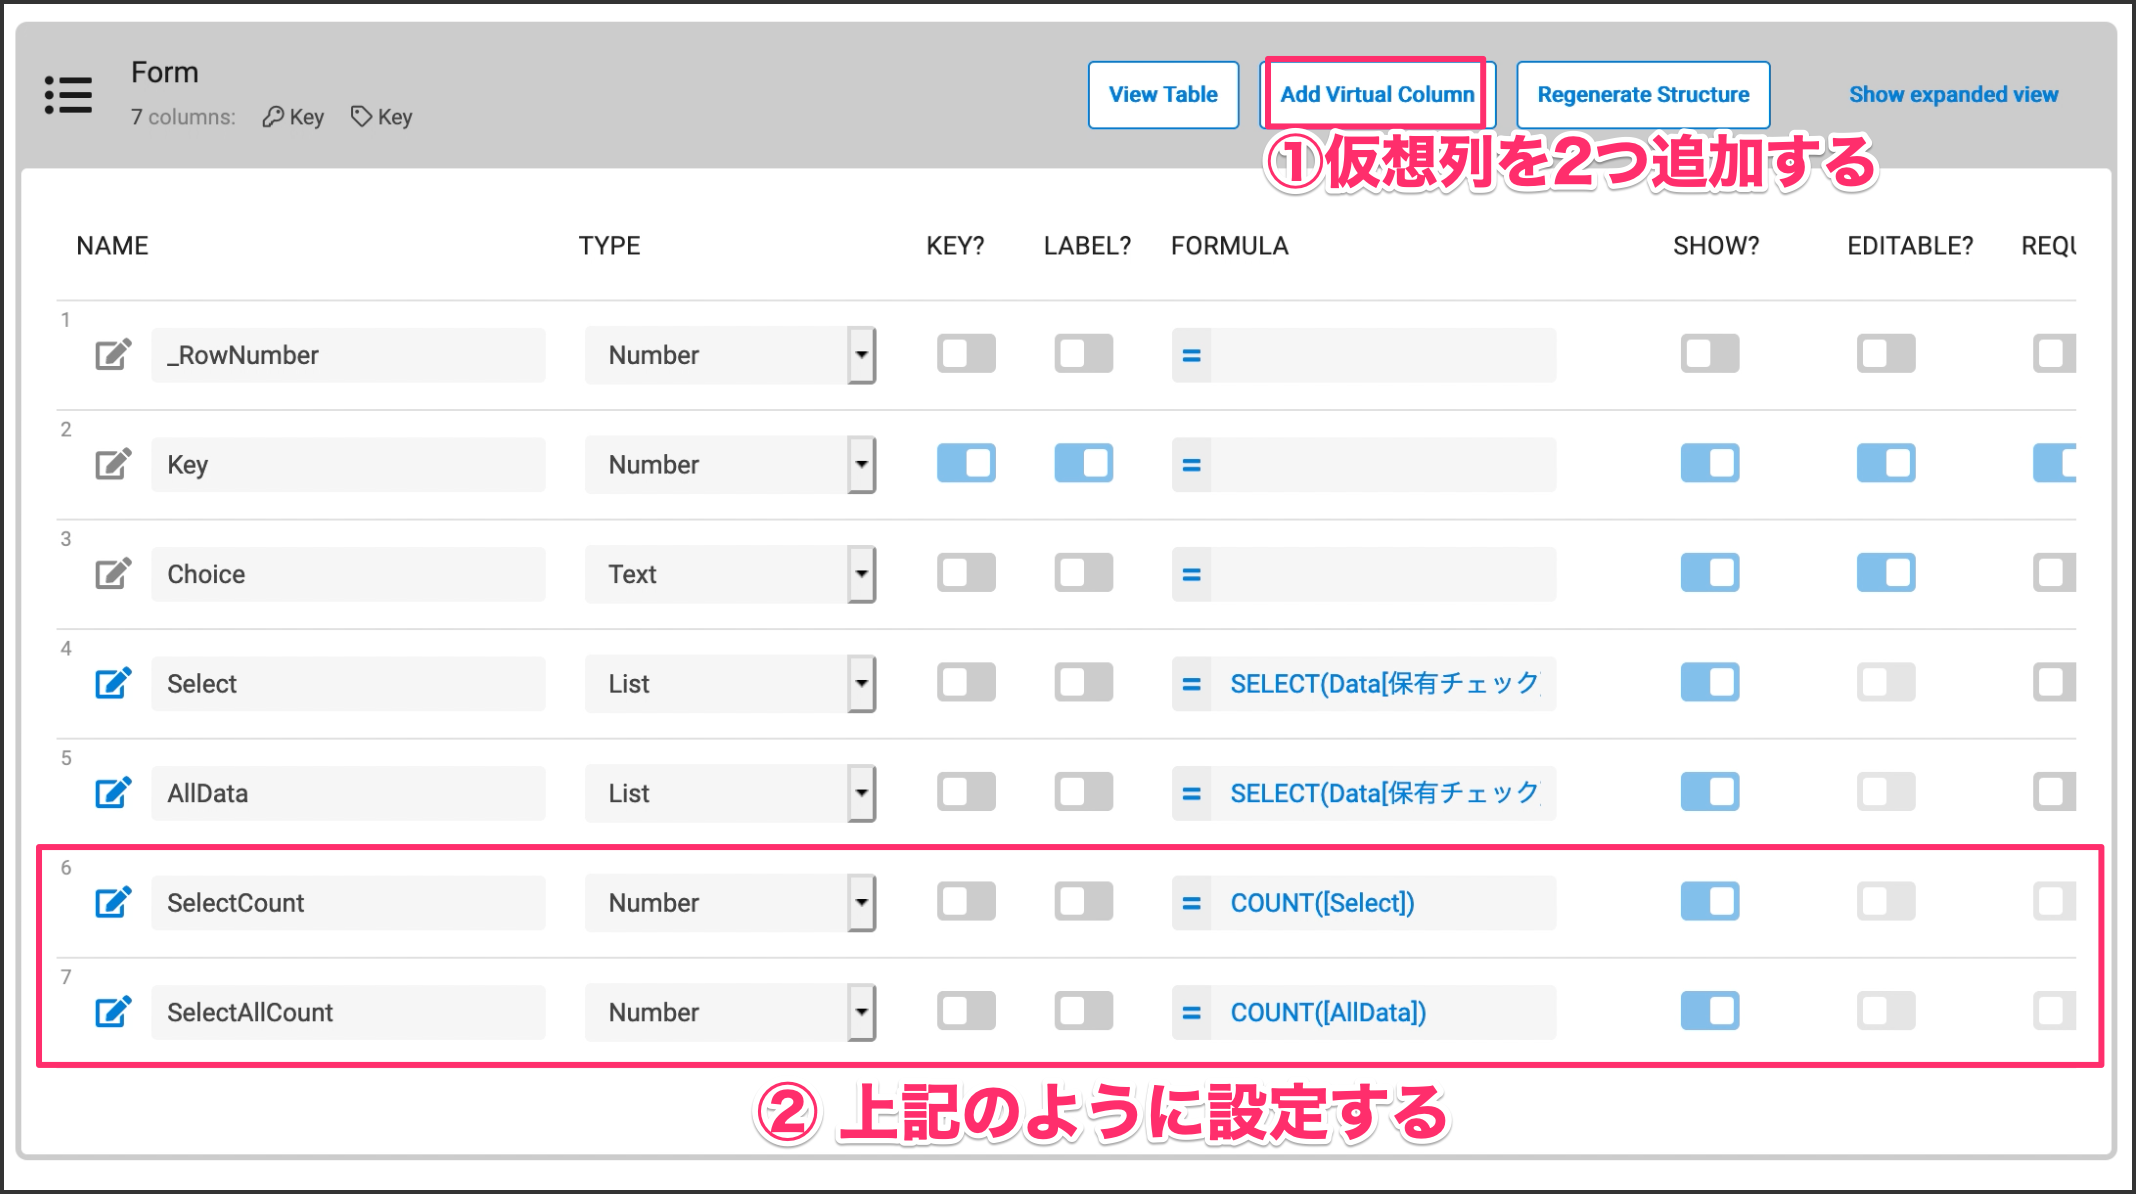 Form
7 columns: Key Key
View Table
Add Virtual Column
Regenerate Structure
Show expanded view
①仮想列を2つ追加する
NAME TYPE KEY? LABEL? FORMULA SHOW? EDITABLE? REQU
1 _RowNumber Number =
2 Key Number =
3 Choice Text =
4 Select List = SELECT(Data[保有チェック]
5 AllData List = SELECT(Data[保有チェック]
6 SelectCount Number = COUNT([Select])
7 SelectAllCount Number = COUNT([AllData])
② 上記のように設定する